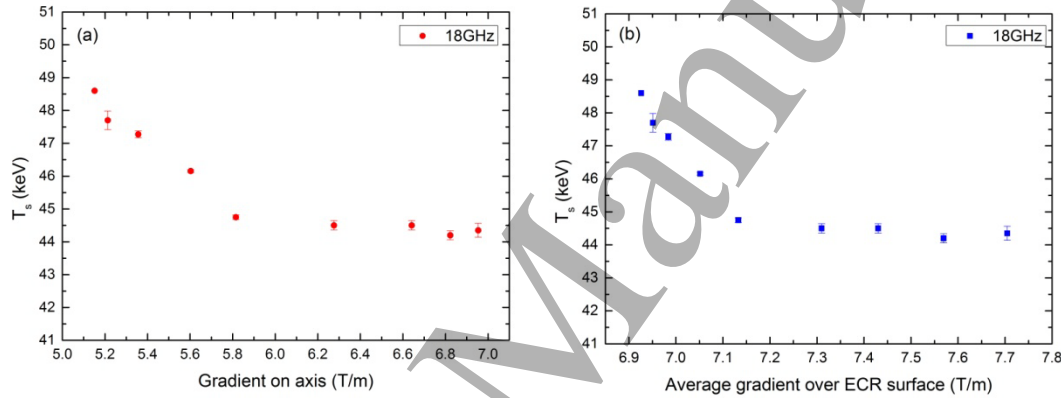 (a)
18GHz
51
50
49
48
47
46
45
44
43
42
41
T_s (keV)
5.0 5.2 5.4 5.6 5.8 6.0 6.2 6.4 6.6 6.8 7.0
Gradient on axis (T/m)
(b)
18GHz
51
50
49
48
47
46
45
44
43
42
41
T_s (keV)
6.9 7.0 7.1 7.2 7.3 7.4 7.5 7.6 7.7 7.8
Average gradient over ECR surface (T/m)
Manu